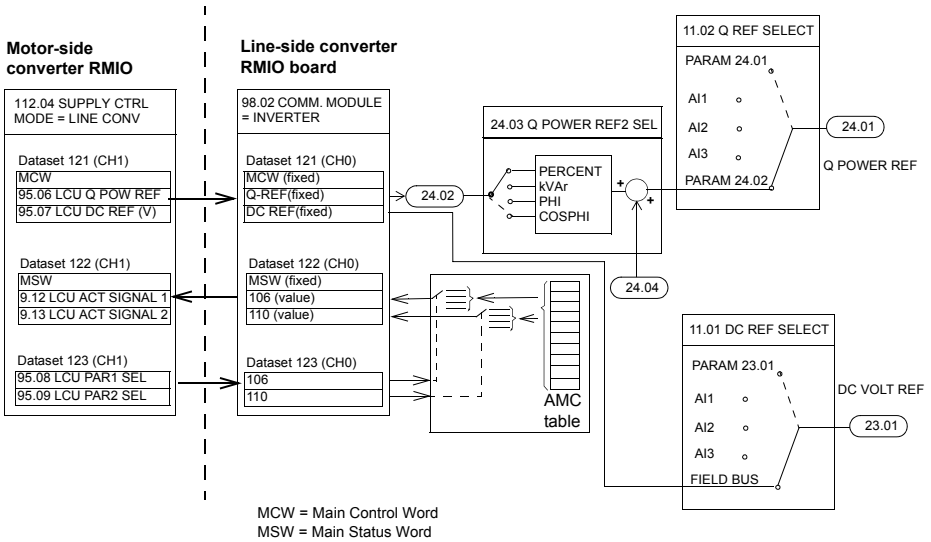 Motor-side
converter RMIO
112.04 SUPPLY CTRL
MODE = LINE CONV
Dataset 121 (CH1)
MCW
95.06 LCU Q POW REF
95.07 LCU DC REF (V)
Dataset 122 (CH1)
MSW
9.12 LCU ACT SIGNAL 1
9.13 LCU ACT SIGNAL 2
Dataset 123 (CH1)
95.08 LCU PAR1 SEL
95.09 LCU PAR2 SEL
Line-side converter
RMIO board
98.02 COMM. MODULE
= INVERTER
Dataset 121 (CH0)
MCW (fixed)
Q-REF(fixed)
DC REF(fixed)
Dataset 122 (CH0)
MSW (fixed)
106 (value)
110 (value)
Dataset 123 (CH0)
106
110
24.02
24.03 Q POWER REF2 SEL
PERCENT
kVAr
PHI
COSPHI
+
+
24.04
AMC
table
11.02 Q REF SELECT
PARAM 24.01
AI1
AI2
AI3
PARAM 24.02
24.01
Q POWER REF
11.01 DC REF SELECT
PARAM 23.01
AI1
AI2
AI3
FIELD BUS
DC VOLT REF
23.01
MCW = Main Control Word
MSW = Main Status Word